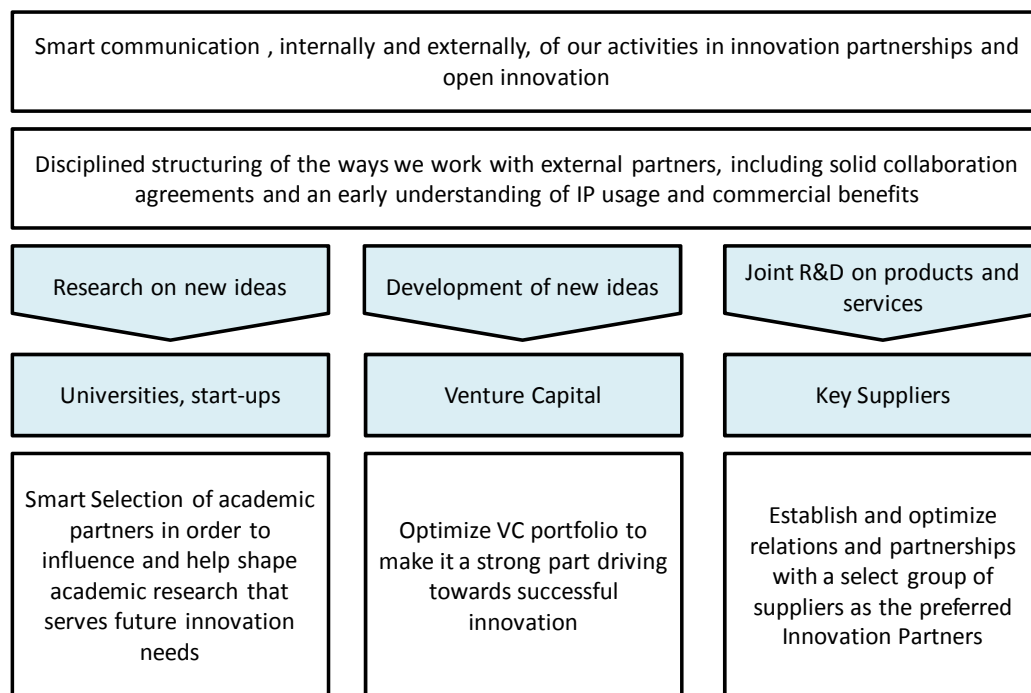 Smart communication , internally and externally, of our activities in innovation partnerships and
open innovation
Disciplined structuring of the ways we work with external partners, including solid collaboration
agreements and an early understanding of IP usage and commercial benefits
Research on new ideas
Development of new ideas
Joint R&D on products and
services
Universities, start-ups
Venture Capital
Key Suppliers
Smart Selection of academic
partners in order to
influence and help shape
academic research that
serves future innovation
needs
Optimize VC portfolio to
make it a strong part driving
towards successful
innovation
Establish and optimize
relations and partnerships
with a select group of
suppliers as the preferred
Innovation Partners